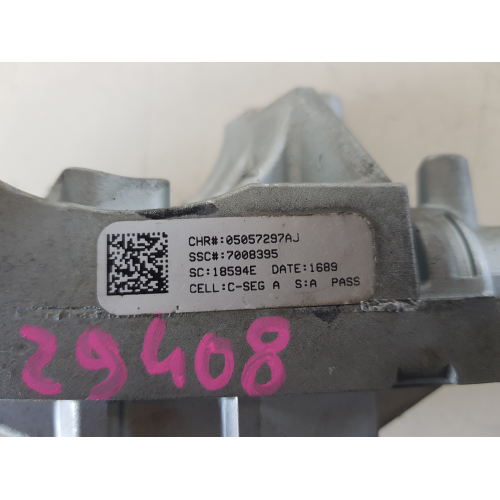 CHR#:05057297AJ
SSC#:7008395
SC:18594E DATE:1689
CELL:C-SEG A S:A PASS
29408